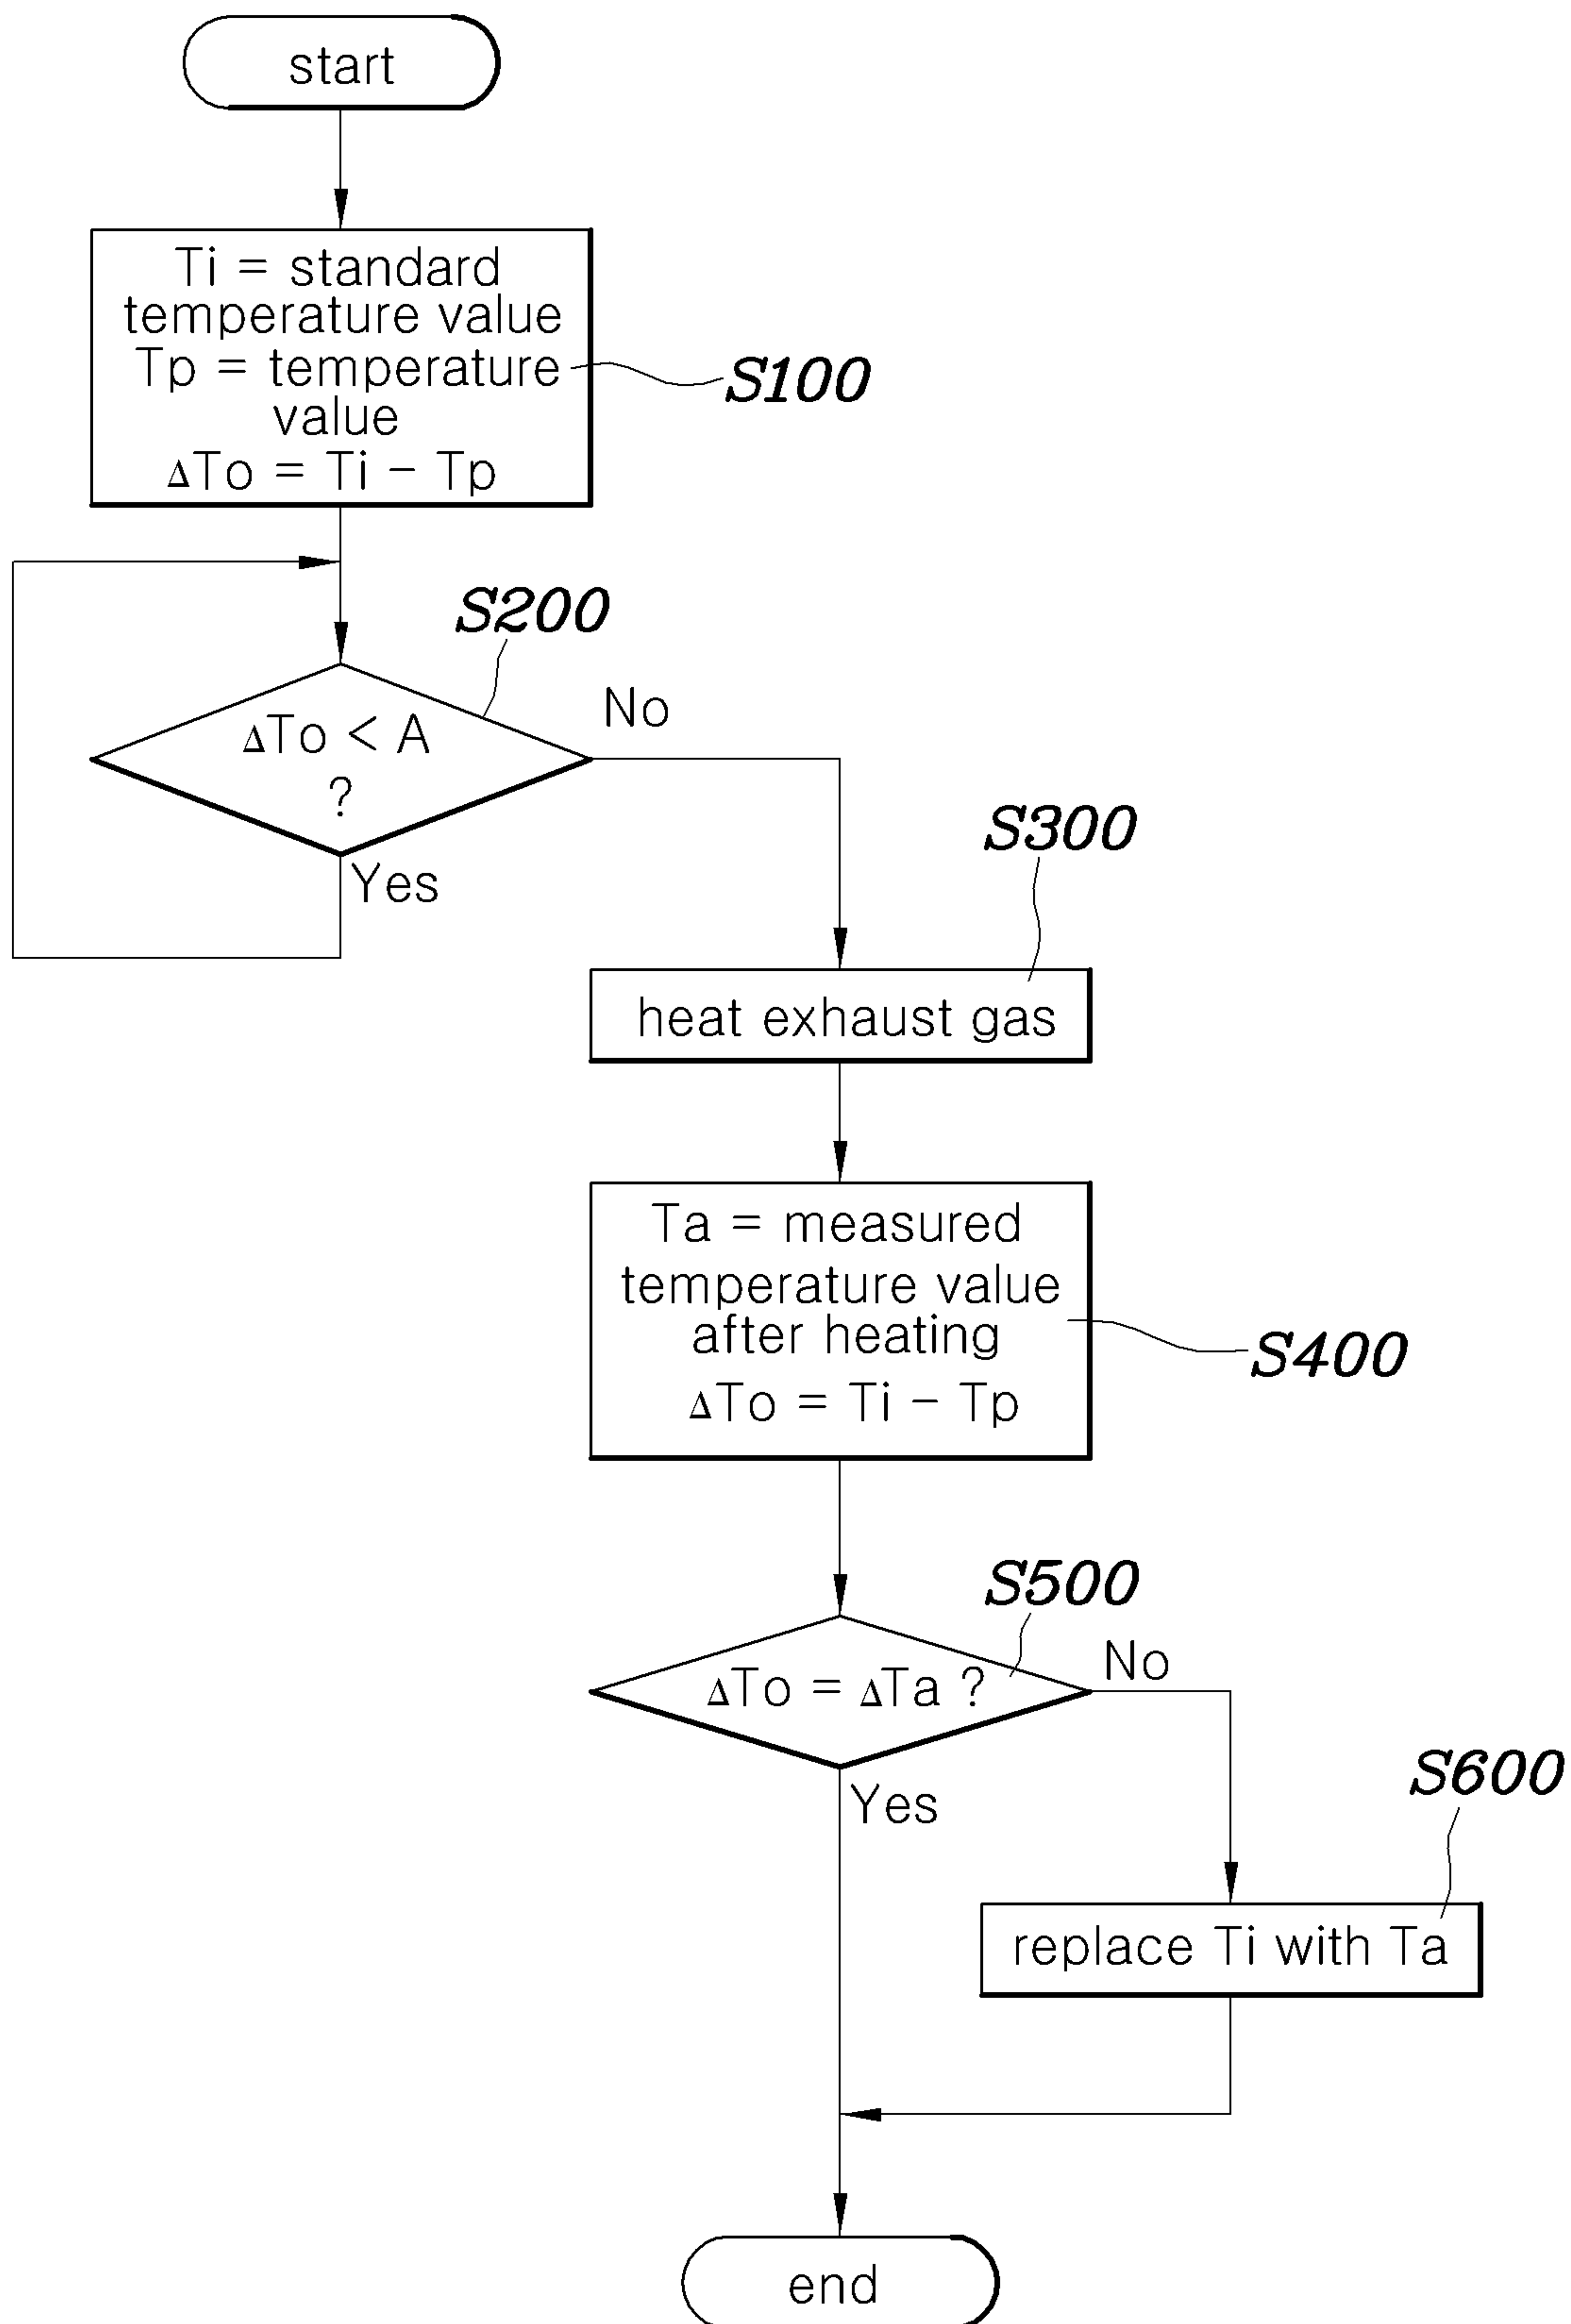 start
Ti = standard
temperature value
Tp = temperature
value
ΔTo = Ti - Tp
S100
S200
ΔTo < A
?
No
Yes
S300
heat exhaust gas
Ta = measured
temperature value
after heating
ΔTo = Ti - Tp
S400
S500
ΔTo = ΔTa ?
No
Yes
S600
replace Ti with Ta
end